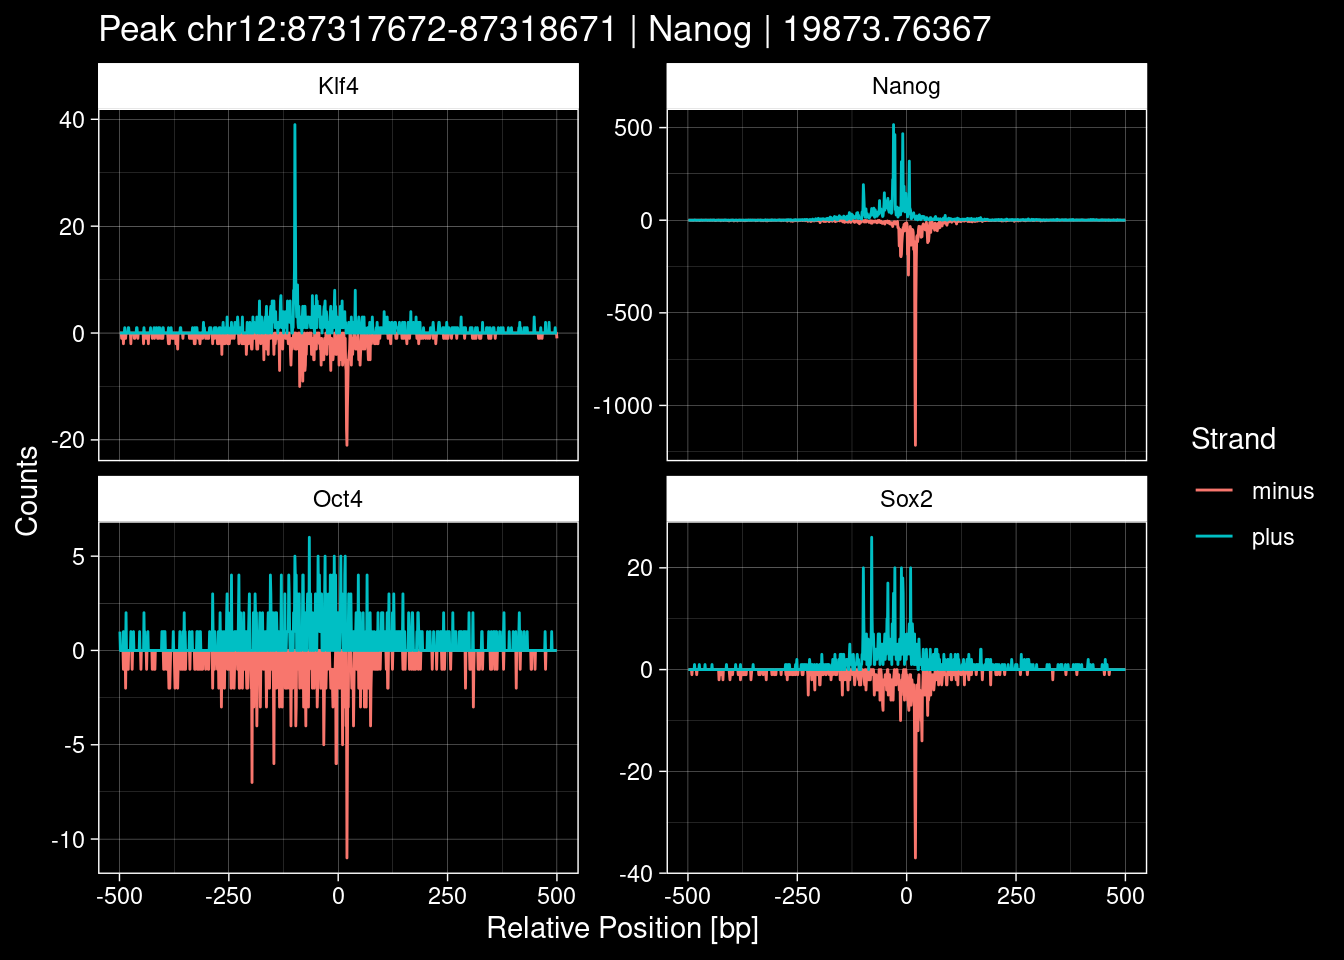 Peak chr12:87317672-87318671 | Nanog | 19873.76367
Klf4
Nanog
40
20
0
-20
500
0
-500
-1000
Oct4
Sox2
5
0
-5
-10
20
0
-20
-40
-500 -250 0 250 500
-500 -250 0 250 500
Relative Position [bp]
Counts
Strand
minus
plus